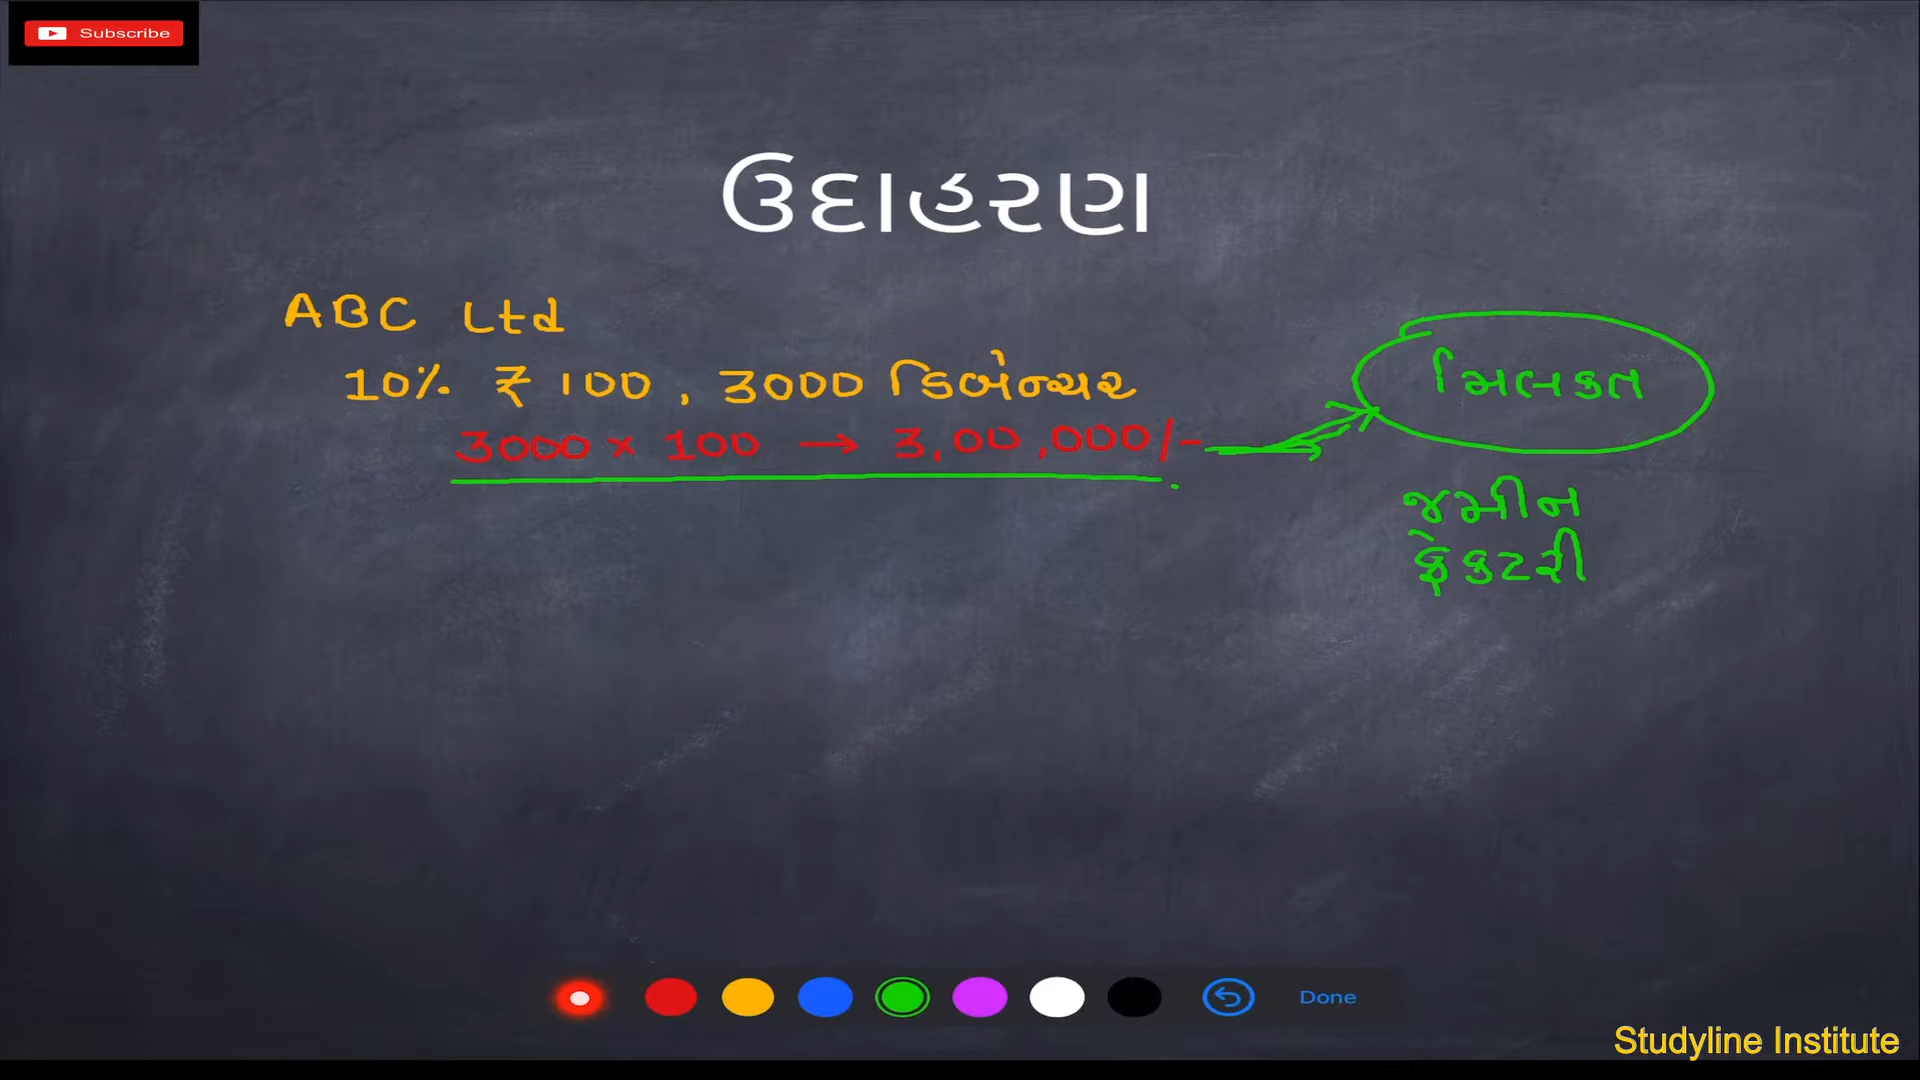 Subscribe
ઉદાહરણ
ABC Ltd
10% ₹ 100, 3000 ડિબેન્ચર
3000 × 100 → 3,00,000/-
મિલકત
જમીન
ફેકટરી
Done
Studyline Institute